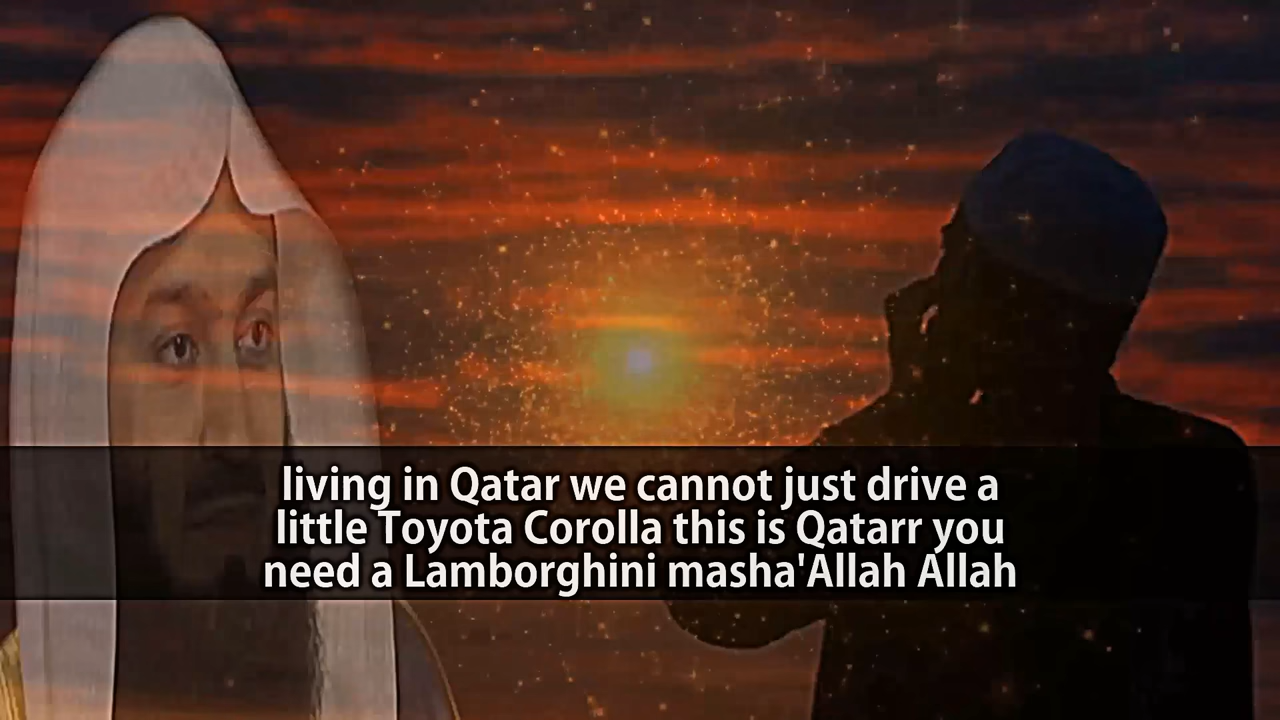 living in Qatar we cannot just drive a
little Toyota Corolla this is Qatarr you
need a Lamborghini masha'Allah Allah